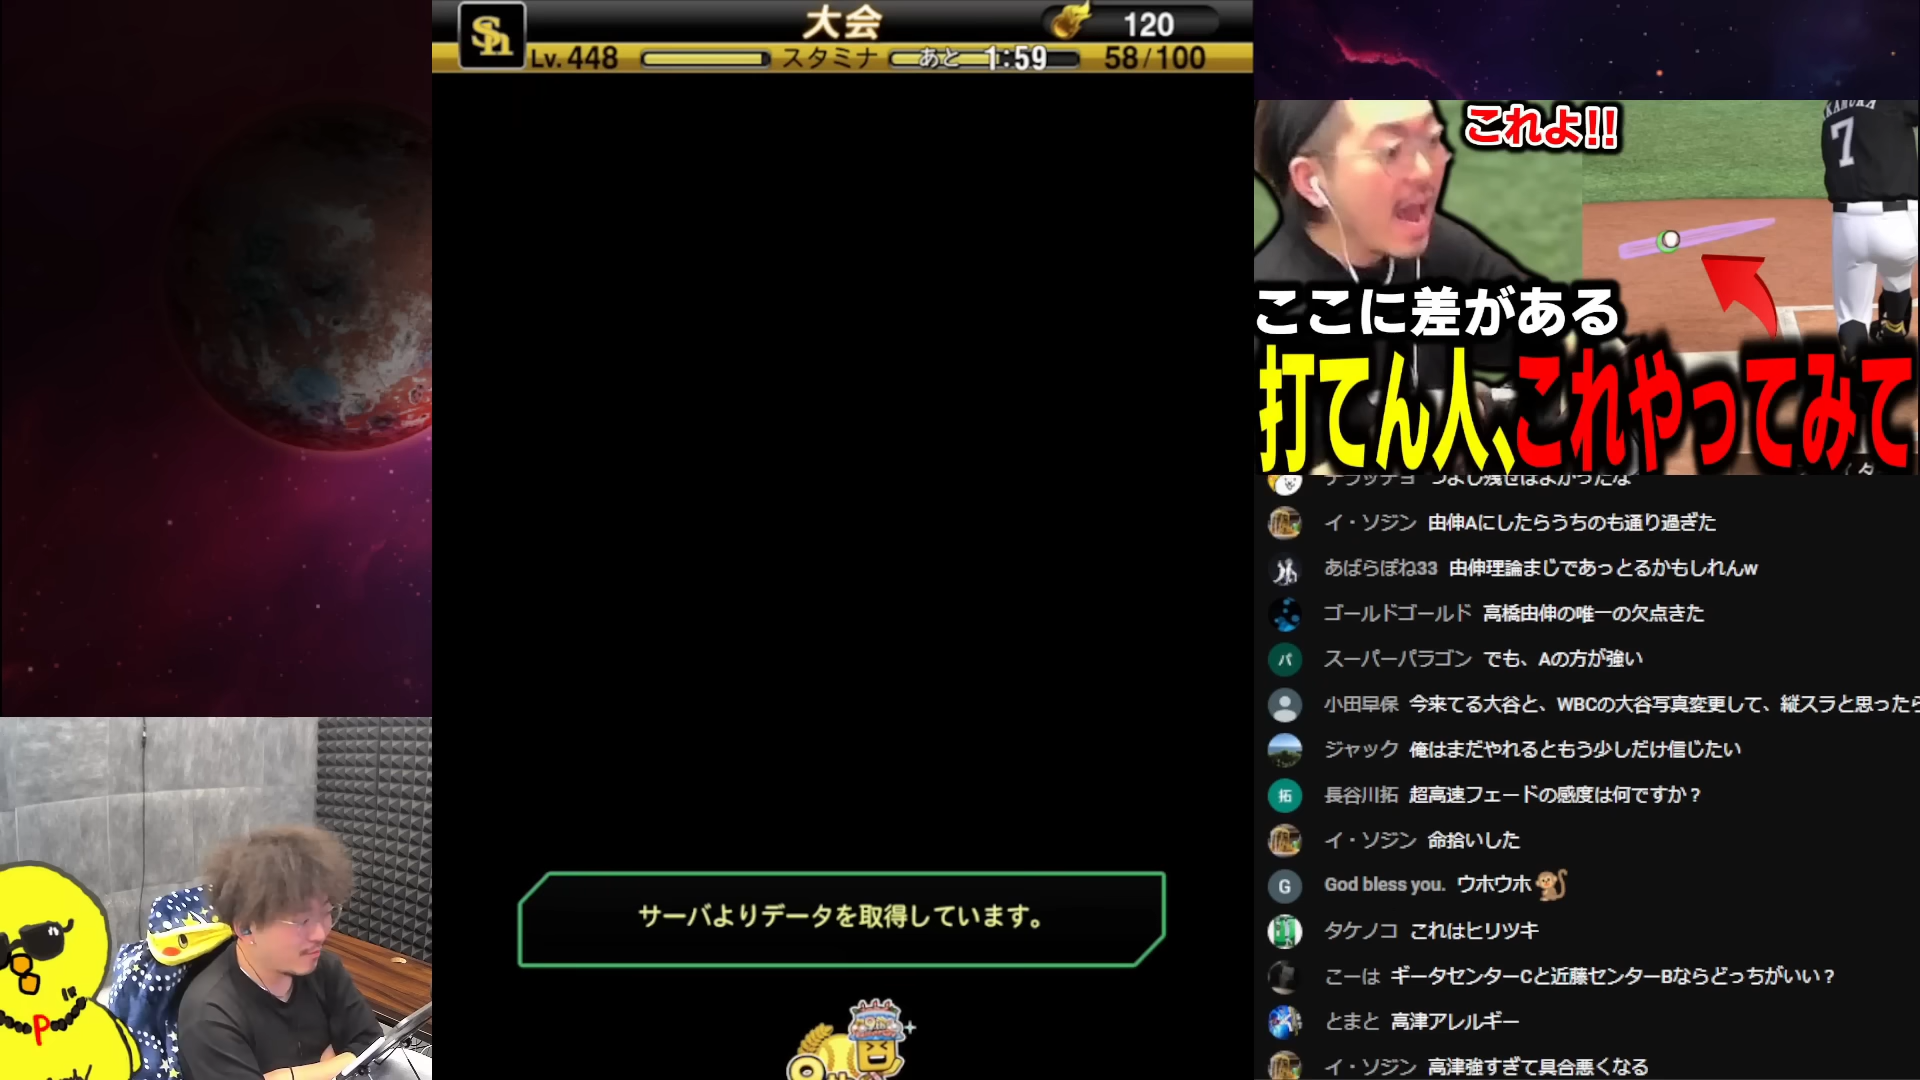 大会
120
Lv.448
スタミナ
あと 1:59
58/100
これよ!!
7
ここに差がある
打てん人、これやってみて
イ・ソジン 由伸Aにしたらうちのも通り過ぎた
あばらぼね33 由伸理論まじであっとるかもしれんw
ゴールドゴールド 高橋由伸の唯一の欠点きた
パ スーパーパラゴン でも、Aの方が強い
小田早保 今来てる大谷と、WBCの大谷写真変更して、縦スラと思ったら
ジャック 俺はまだやれるともう少しだけ信じたい
拓 長谷川拓 超高速フェードの感度は何ですか？
イ・ソジン 命拾いした
G God bless you. ウホウホ
タケノコ これはヒリツキ
こーは ギータセンターCと近藤センターBならどっちがいい？
とまと 高津アレルギー
イ・ソジン 高津強すぎて具合悪くなる
サーバよりデータを取得しています。
P